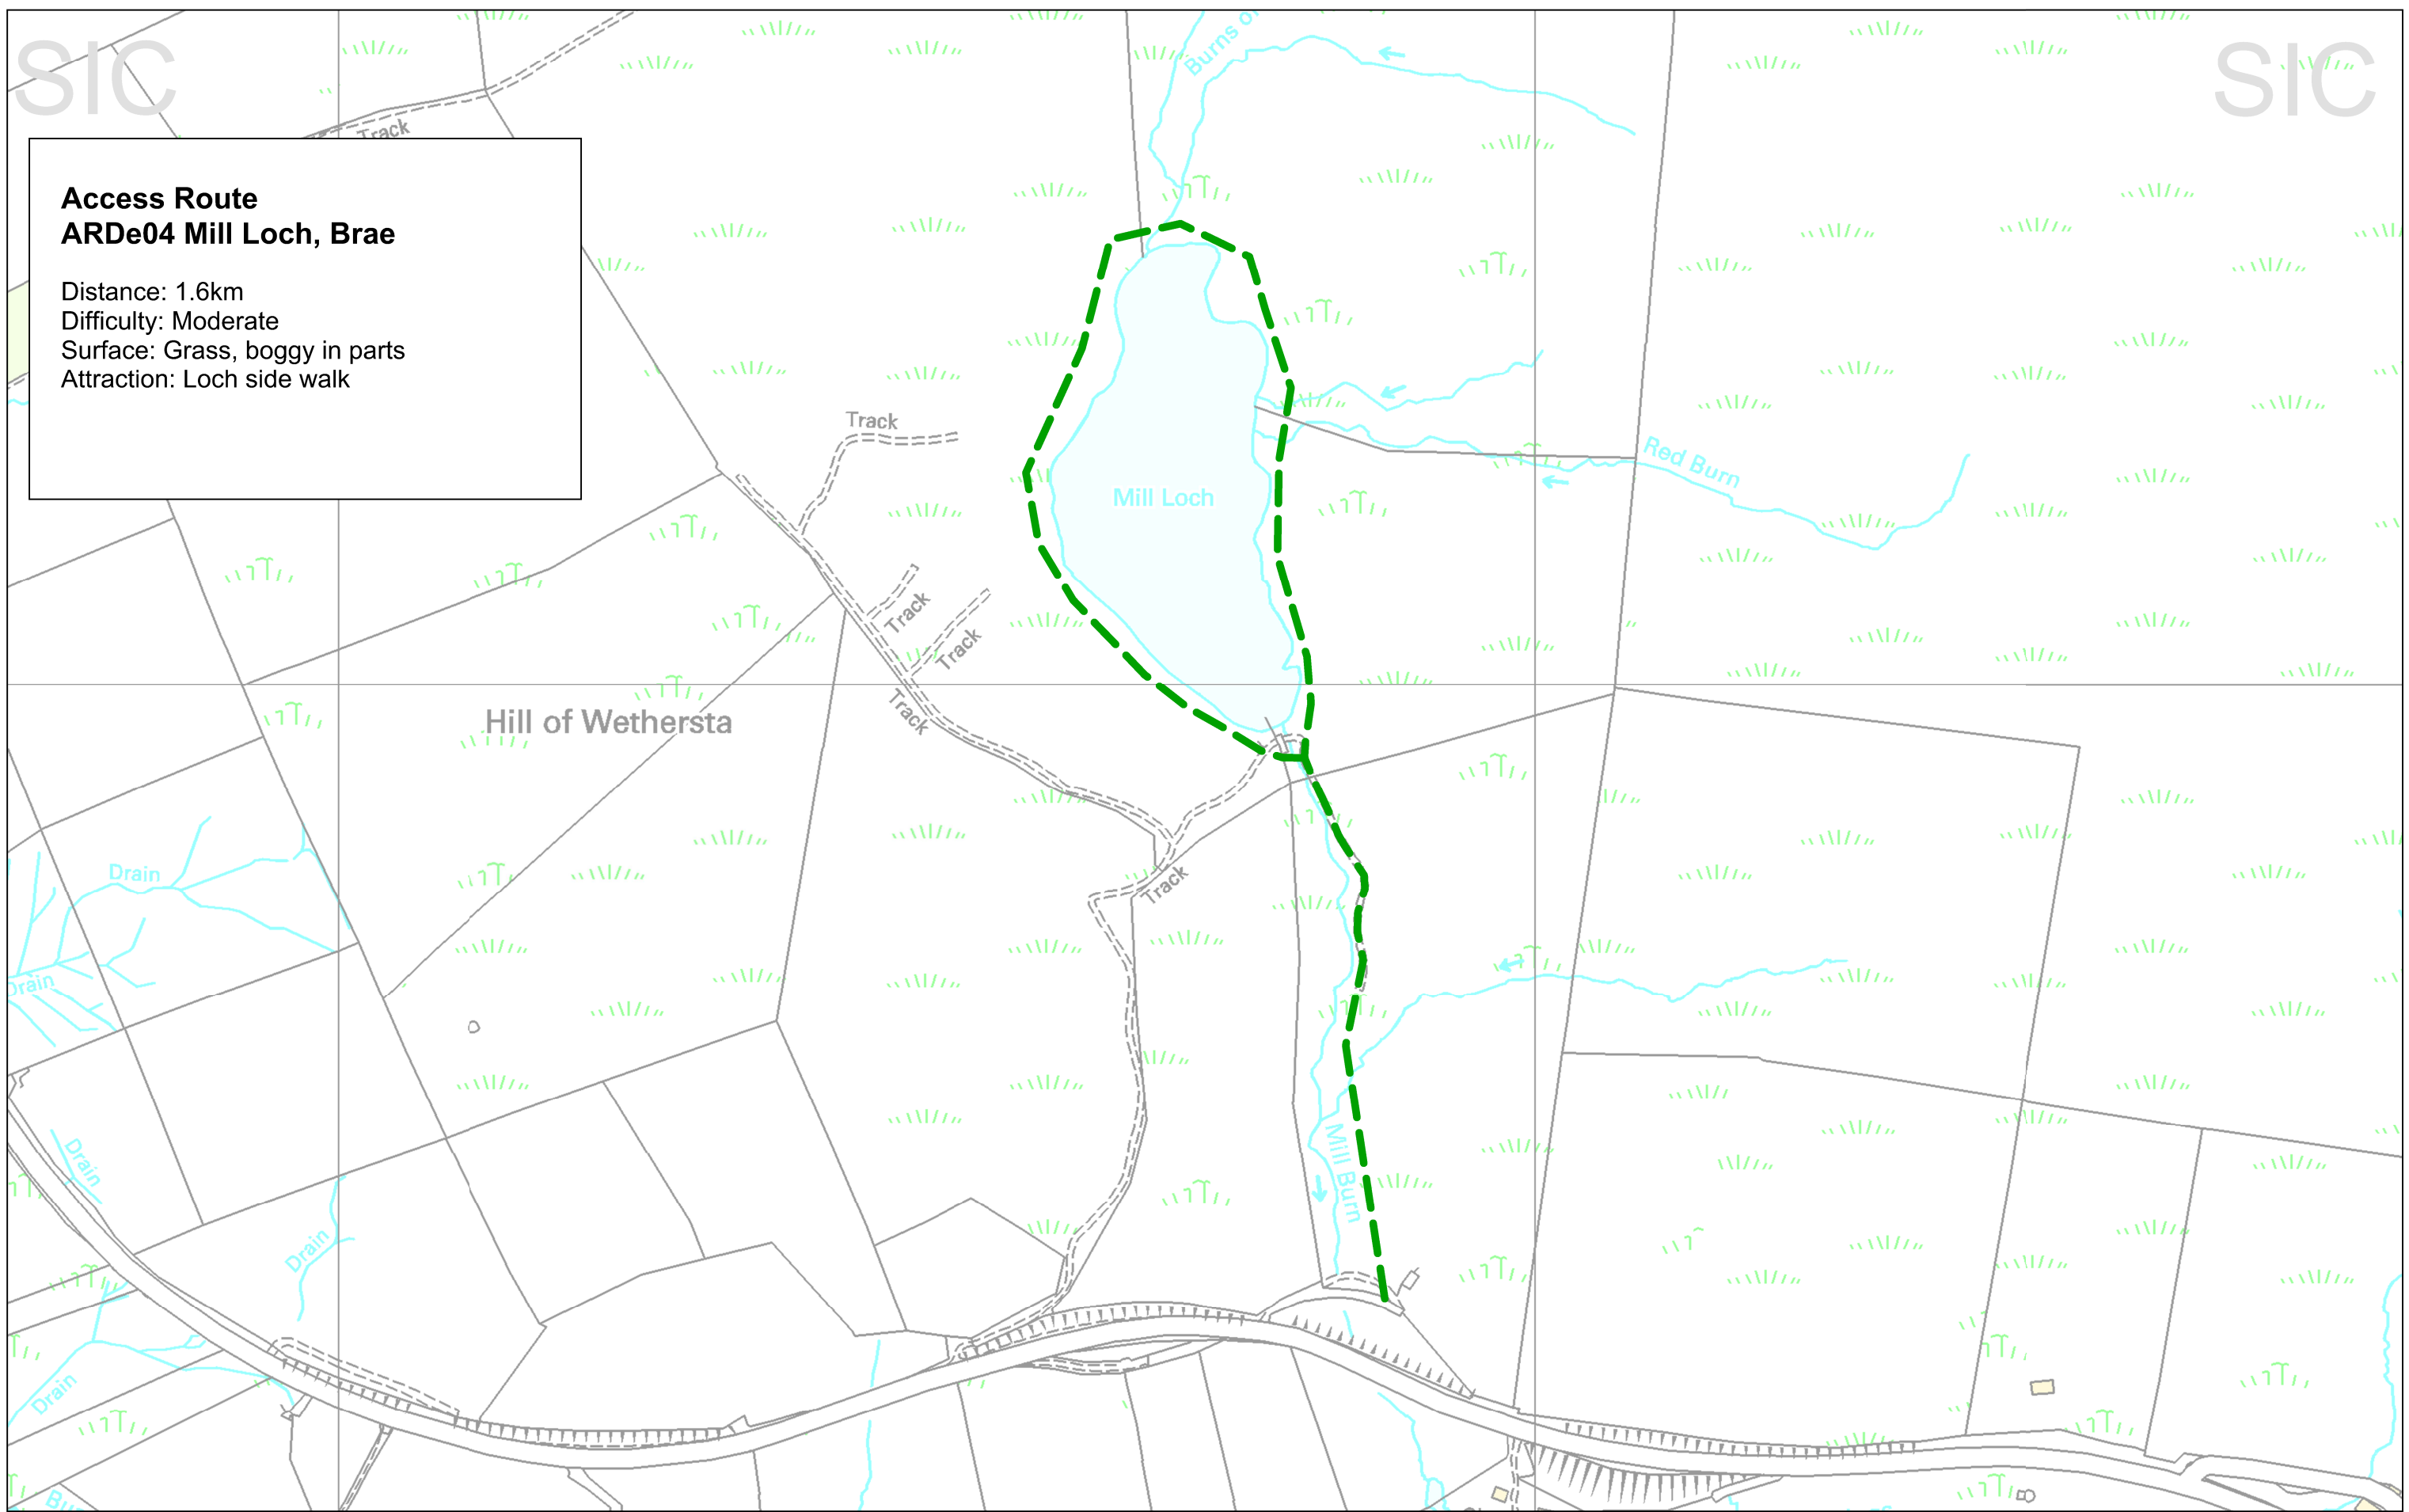 SIC
SIC
Burns o
Track
Access Route
ARDe04 Mill Loch, Brae
Distance: 1.6km
Difficulty: Moderate
Surface: Grass, boggy in parts
Attraction: Loch side walk
Track
Red Burn
Mill Loch
Track
Track
Track
Hill of Wethersta
Drain
Track
Drain
Mill Burn
Drain
Drain
Drain